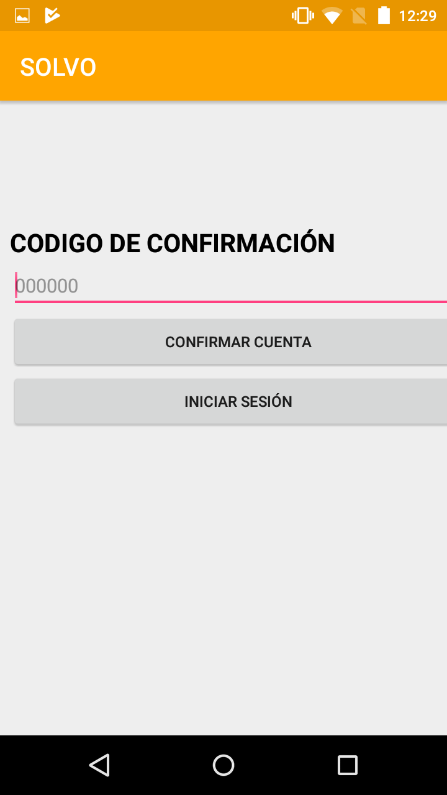 12:29
SOLVO
CODIGO DE CONFIRMACIÓN
000000
CONFIRMAR CUENTA
INICIAR SESIÓN